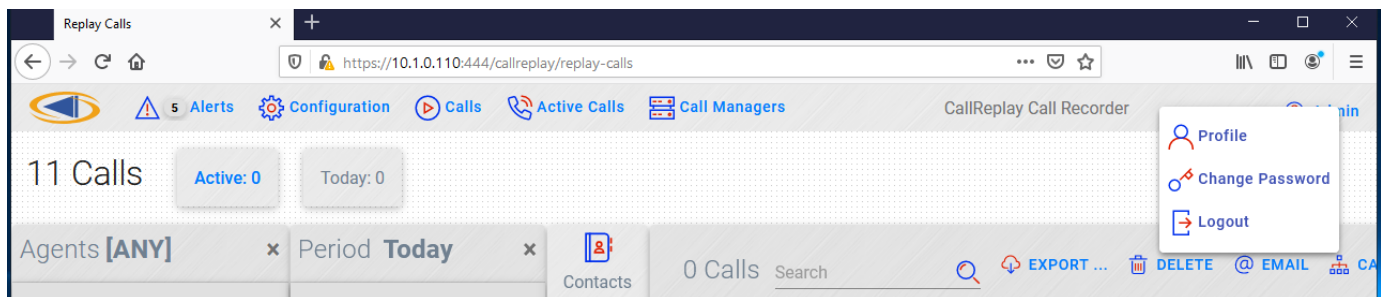 Replay Calls
https://10.1.0.110:444/callreplay/replay-calls
5 Alerts Configuration Calls Active Calls Call Managers CallReplay Call Recorder
Profile
Change Password
Logout
11 Calls Active: 0 Today: 0
Agents [ANY] Period Today Contacts 0 Calls Search EXPORT ... DELETE @ EMAIL CA